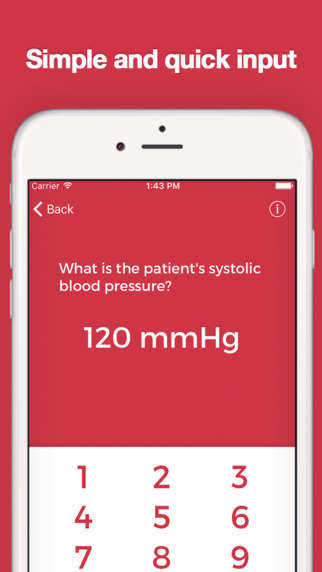 Simple and quick input
Carrier 1:43 PM
Back i
What is the patient's systolic
blood pressure?
120 mmHg
1 2 3
4 5 6
7 8 9